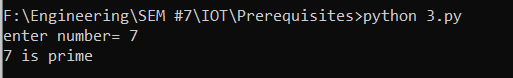 F:\Engineering\SEM #7\IOT\Prerequisites>python 3.py
enter number= 7
7 is prime